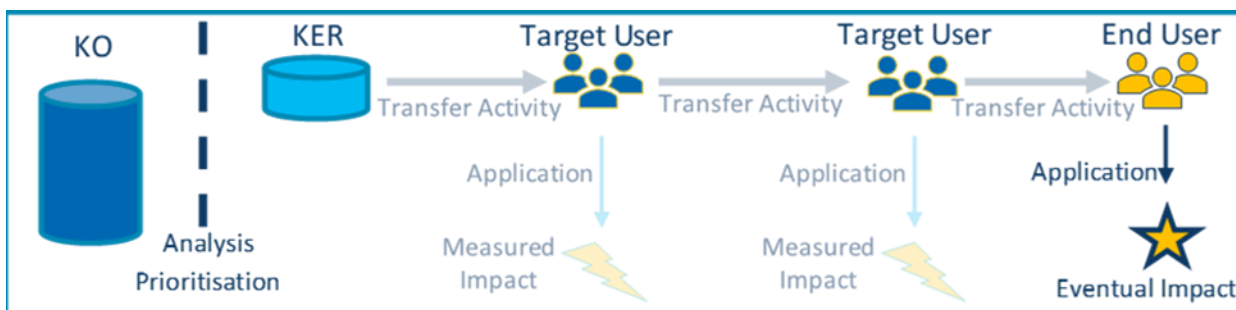 KO
KER
Target User
Target User
End User
Transfer Activity
Transfer Activity
Transfer Activity
Application
Application
Application
Analysis
Prioritisation
Measured
Impact
Measured
Impact
Eventual Impact